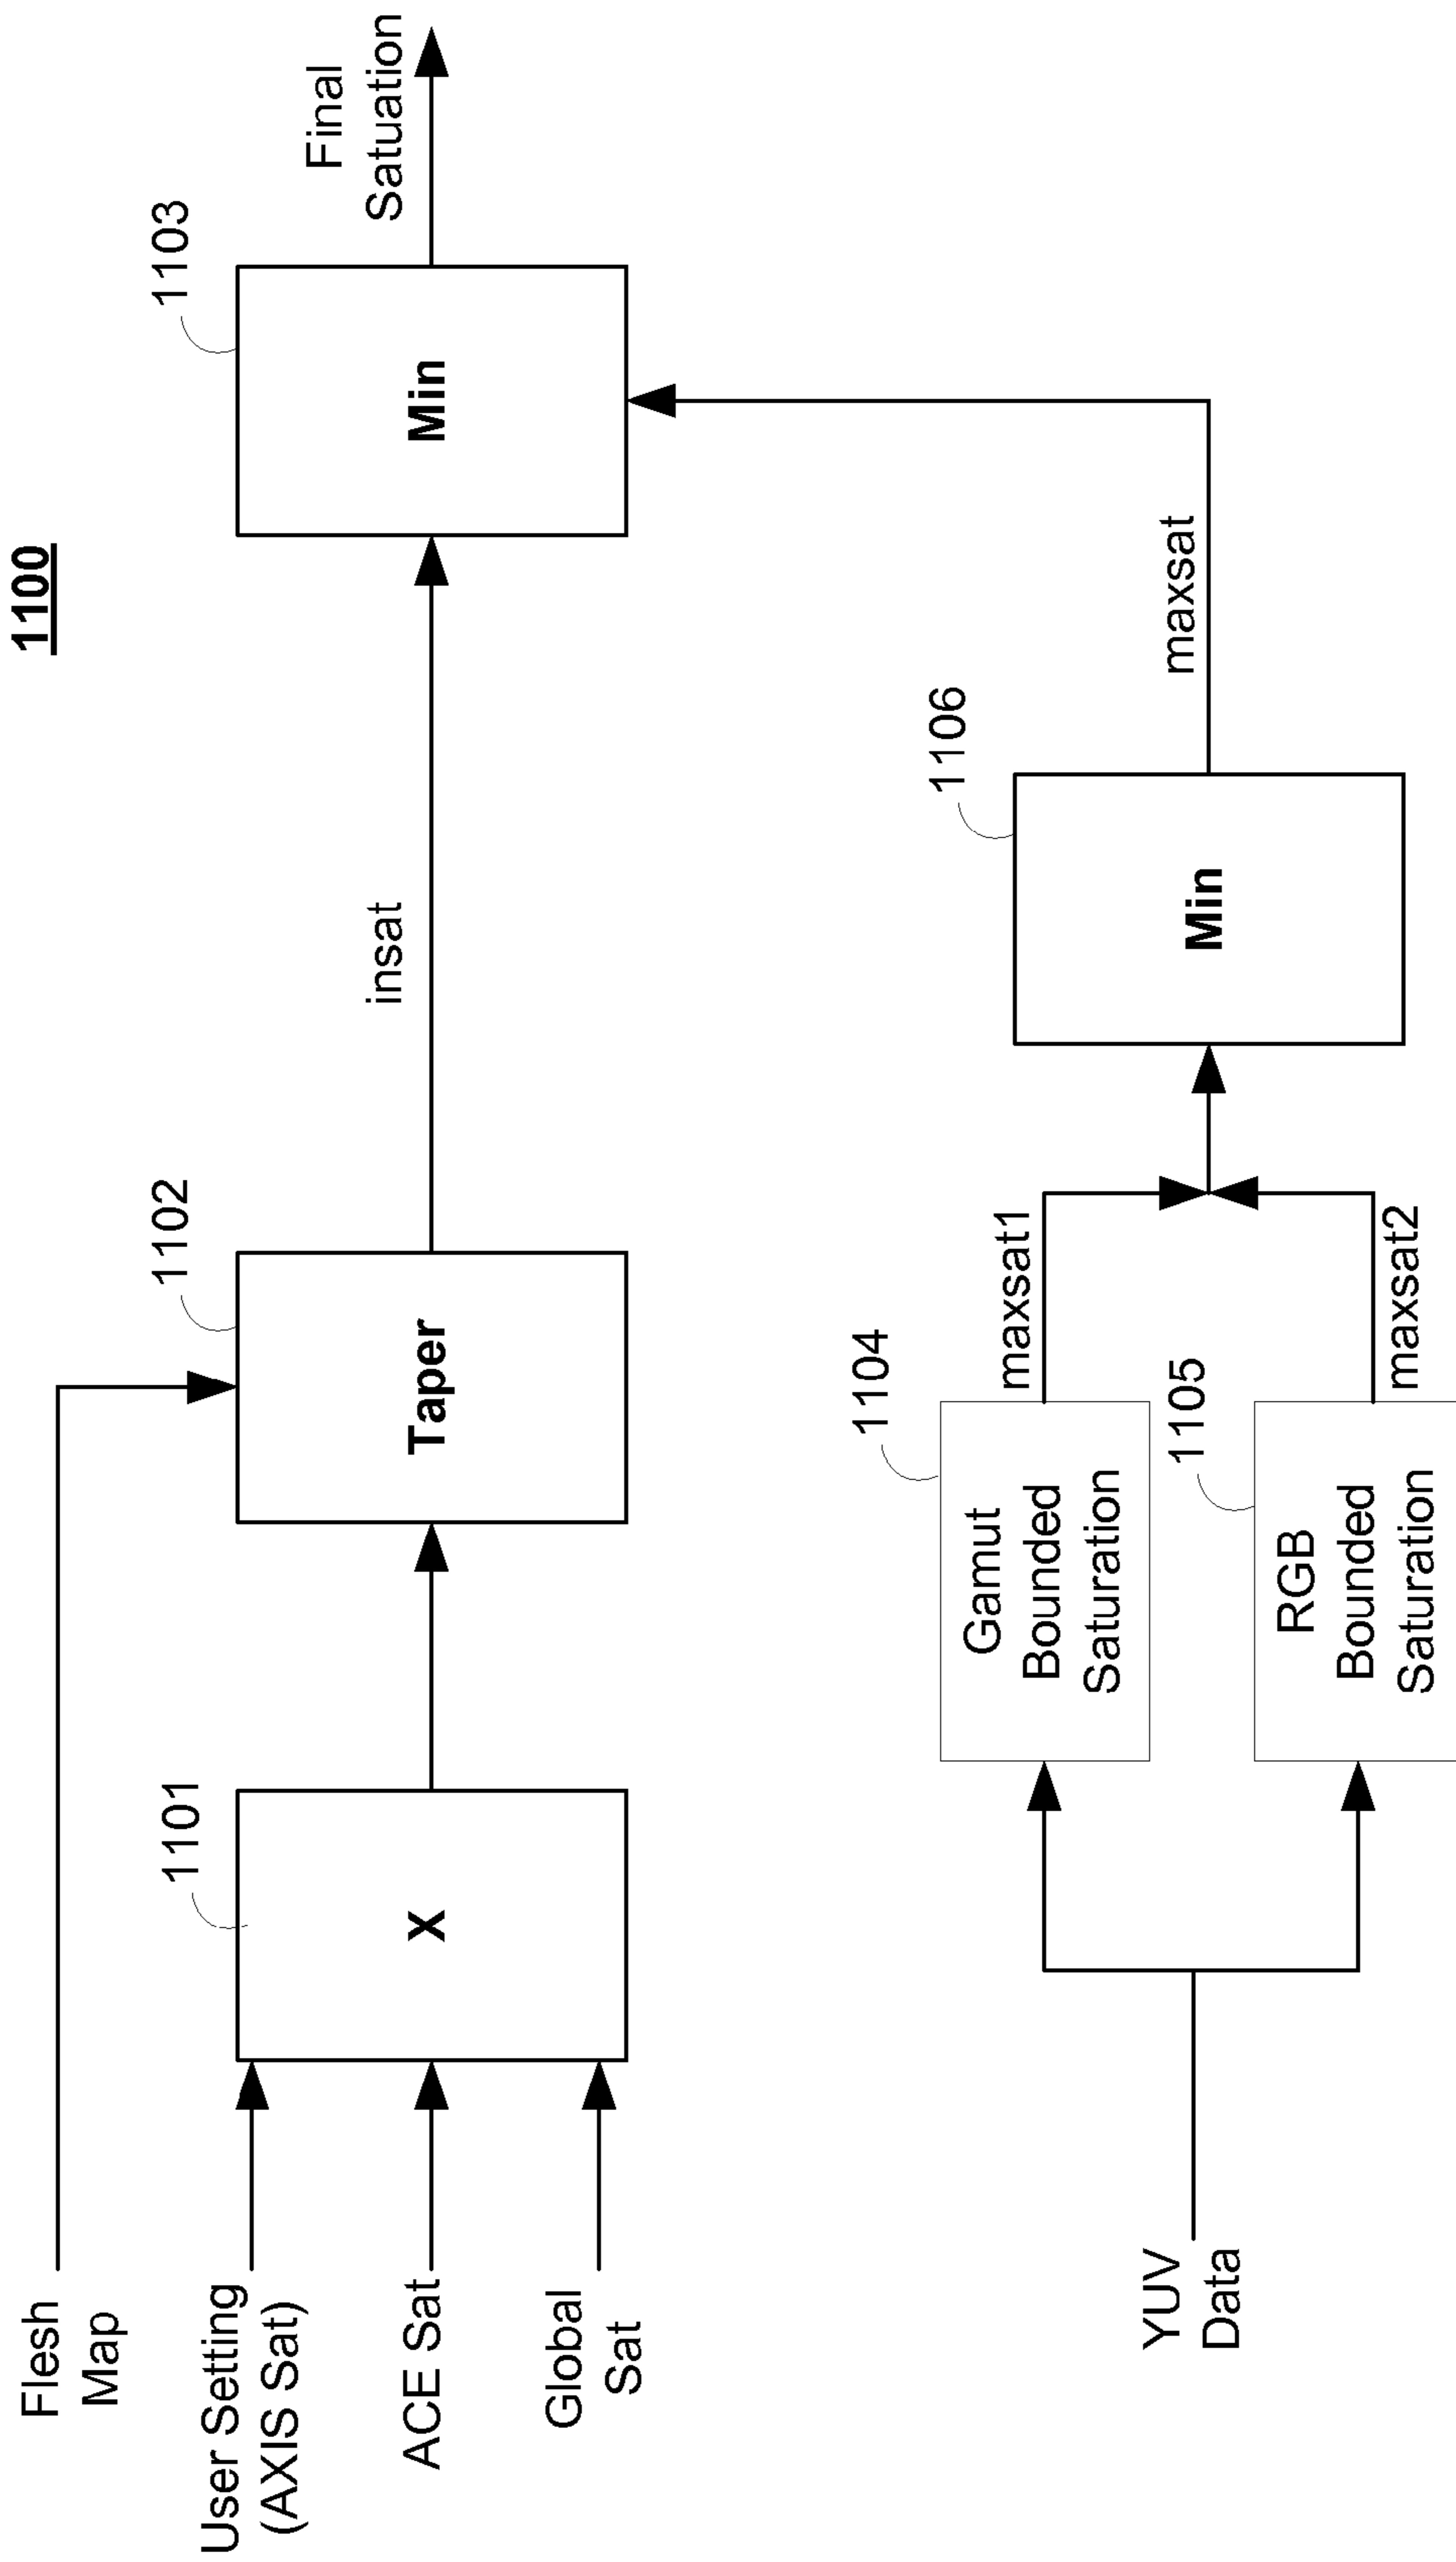 1100
Flesh
Map
User Setting
(AXIS Sat)
ACE Sat
Global
Sat
1101
X
1102
Taper
insat
1103
Min
Final
Satuation
YUV
Data
1104
Gamut
Bounded
Saturation
maxsat1
1105
RGB
Bounded
Saturation
maxsat2
1106
Min
maxsat